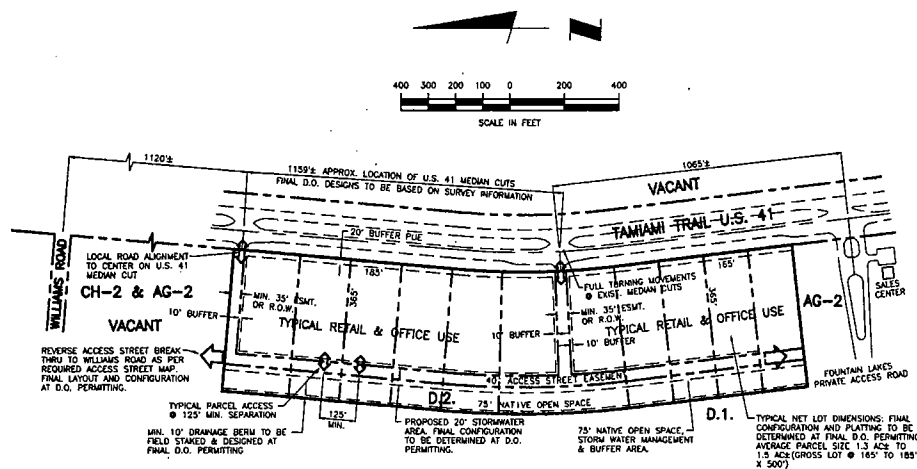 400 300 200 100 0 200 400
SCALE IN FEET
1120'±
1159'± APPROX. LOCATION OF U.S. 41 MEDIAN CUTS
FINAL D.O. DESIGNS TO BE BASED ON SURVEY INFORMATION
1065'±
VACANT
TAMIAMI TRAIL U.S. 41
20' BUFFER PUE
WILLIAMS ROAD
LOCAL ROAD ALIGNMENT
TO CENTER ON U.S. 41
MEDIAN CUT
CH-2 & AG-2
VACANT
185'
365'
MIN. 35' ESMT.
OR R.O.W.
10' BUFFER
TYPICAL RETAIL & OFFICE USE
10' BUFFER
FULL TURNING MOVEMENTS
@ EXIST. MEDIAN CUTS
165'
365'
MIN. 35' ESMT.
OR R.O.W.
TYPICAL RETAIL & OFFICE USE
10' BUFFER
AG-2
SALES
CENTER
FOUNTAIN LAKES
PRIVATE ACCESS ROAD
REVERSE ACCESS STREET BREAK
THRU TO WILLIAMS ROAD AS PER
REQUIRED ACCESS STREET MAP.
FINAL LAYOUT AND CONFIGURATION
AT D.O. PERMITTING.
40' ACCESS STREET EASEMENT
D.2.
75' NATIVE OPEN SPACE
D.1.
TYPICAL PARCEL ACCESS
@ 125' MIN. SEPARATION
125'
MIN.
MIN. 10' DRAINAGE BERM TO BE
FIELD STAKED & DESIGNED AT
FINAL D.O. PERMITTING
PROPOSED 20' STORMWATER
AREA. FINAL CONFIGURATION
TO BE DETERMINED AT D.O.
PERMITTING.
75' NATIVE OPEN SPACE,
STORM WATER MANAGEMENT
& BUFFER AREA.
TYPICAL NET LOT DIMENSIONS: FINAL
CONFIGURATION AND PLATTING TO BE
DETERMINED AT FINAL D.O. PERMITTING
AVERAGE PARCEL SIZE 1.3 AC± TO
1.5 AC±(GROSS LOT @ 165' TO 185'
X 500')